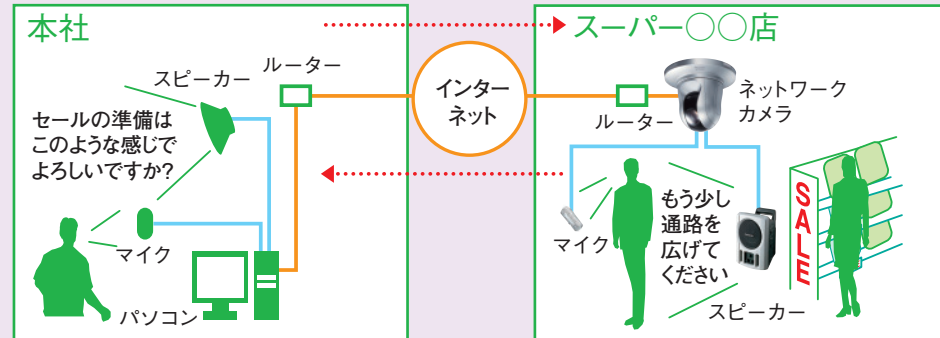 本社
スピーカー
ルーター
セールの準備は
このような感じで
よろしいですか?
マイク
パソコン
インター
ネット
スーパー○○店
ルーター
ネットワーク
カメラ
マイク
もう少し
通路を
広げて
ください
スピーカー
SALE